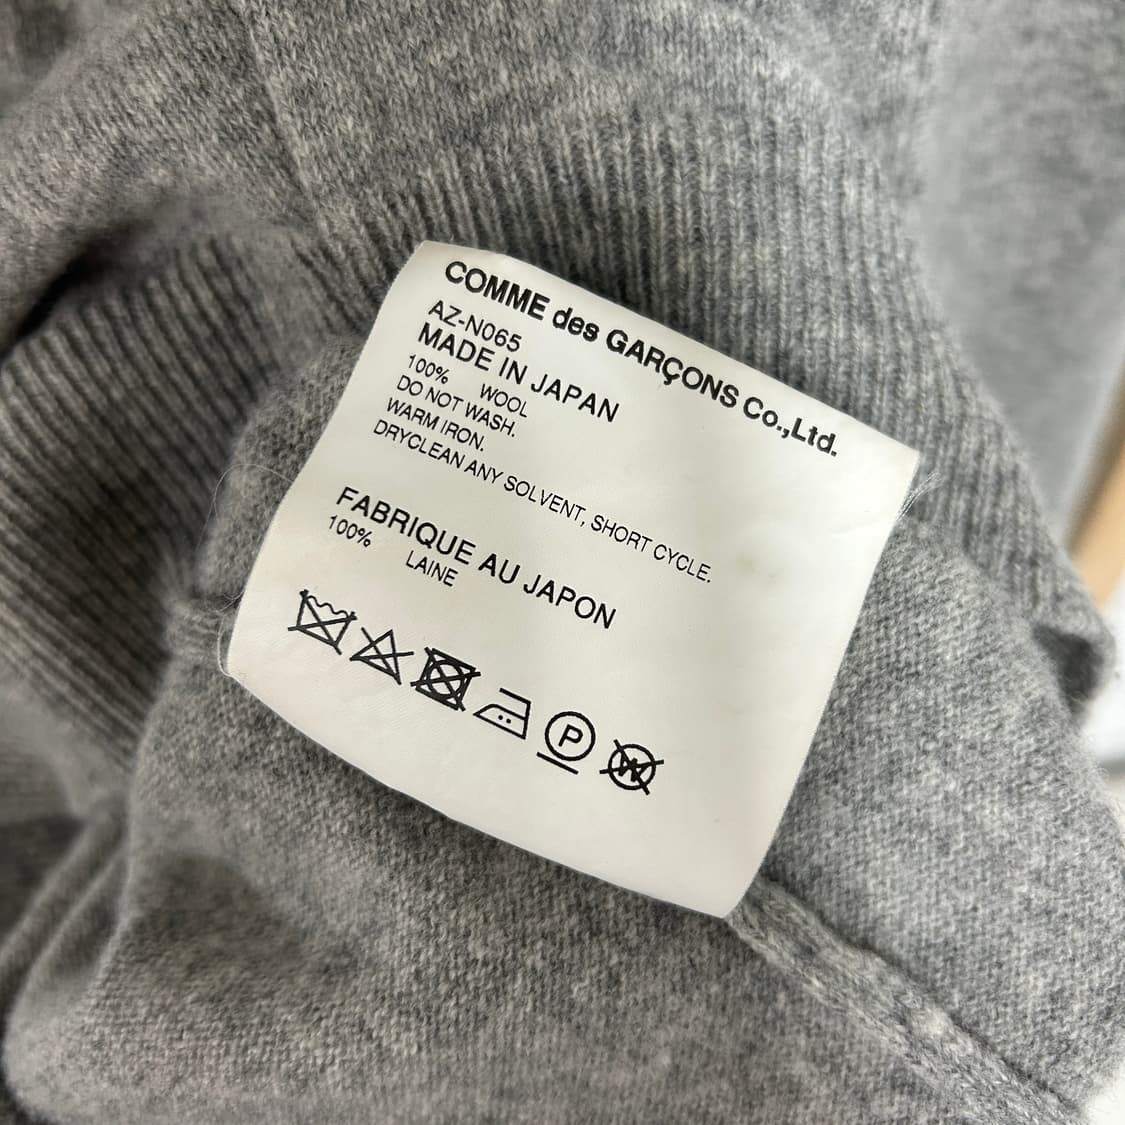 COMME des GARÇONS Co.,Ltd.
AZ-N065
MADE IN JAPAN
100% WOOL
DO NOT WASH.
WARM IRON.
DRYCLEAN ANY SOLVENT, SHORT CYCLE.
FABRIQUE AU JAPON
100% LAINE
P W